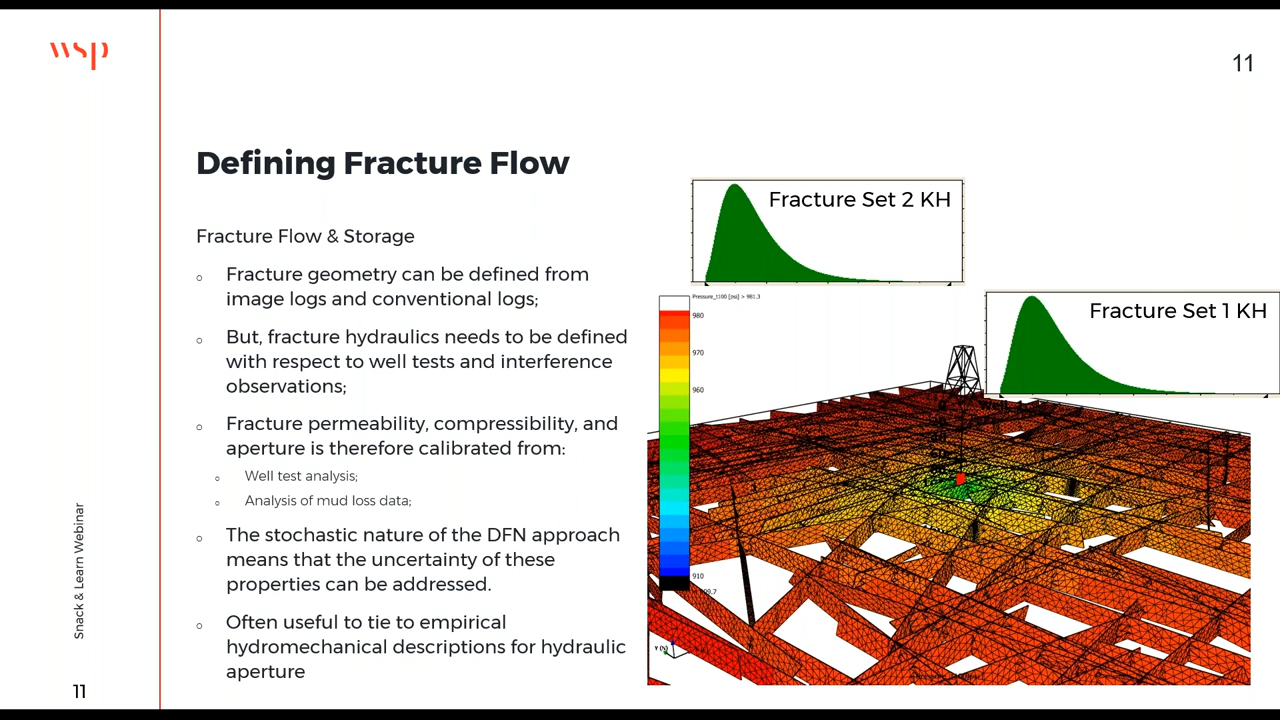 wsp
11
Defining Fracture Flow
Fracture Flow & Storage
Fracture geometry can be defined from
image logs and conventional logs;
But, fracture hydraulics needs to be defined
with respect to well tests and interference
observations;
Fracture permeability, compressibility, and
aperture is therefore calibrated from:
Well test analysis;
Analysis of mud loss data;
The stochastic nature of the DFN approach
means that the uncertainty of these
properties can be addressed.
Often useful to tie to empirical
hydromechanical descriptions for hydraulic
aperture
Fracture Set 2 KH
Fracture Set 1 KH
Pressure_t100 [psi] > 981.3
980
970
960
910
Y (N)
Snack & Learn Webinar
11